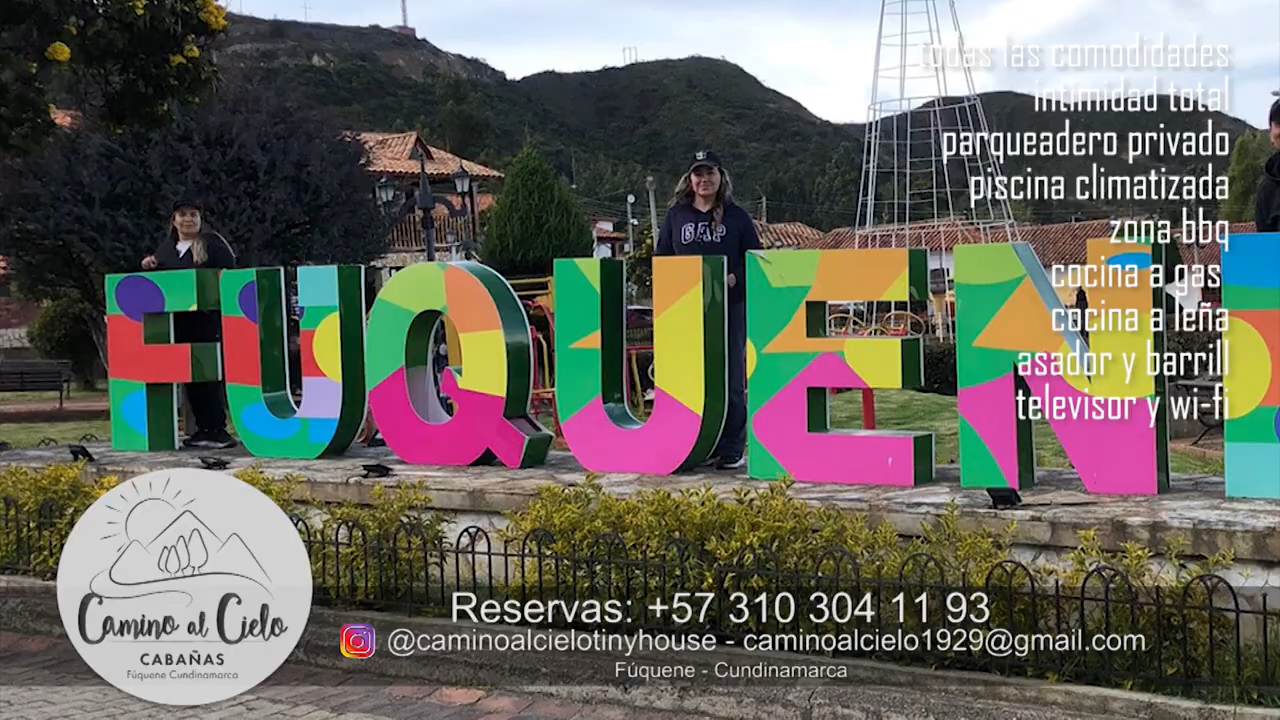 todas las comodidades
intimidad total
parqueadero privado
piscina climatizada
zona bbq
cocina a gas
cocina a leña
asador y barrill
televisor y wi-fi
GAP
FUQUEN
Camino al Cielo
CABAÑAS
Fúquene Cundinamarca
Reservas: +57 310 304 11 93
@caminoalcielotinyhouse - caminoalcielo1929@gmail.com
Fúquene - Cundinamarca